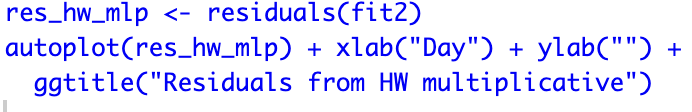 res_hw_mlp <- residuals(fit2)
autoplot(res_hw_mlp) + xlab("Day") + ylab("") +
  ggtitle("Residuals from HW multiplicative")